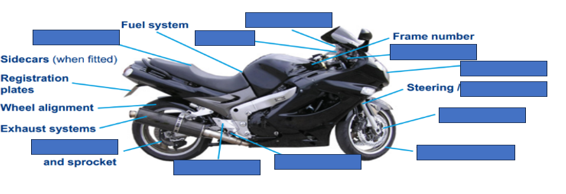 Fuel system
Frame number
Sidecars (when fitted)
Registration
plates
Steering /
Wheel alignment
Exhaust systems
and sprocket